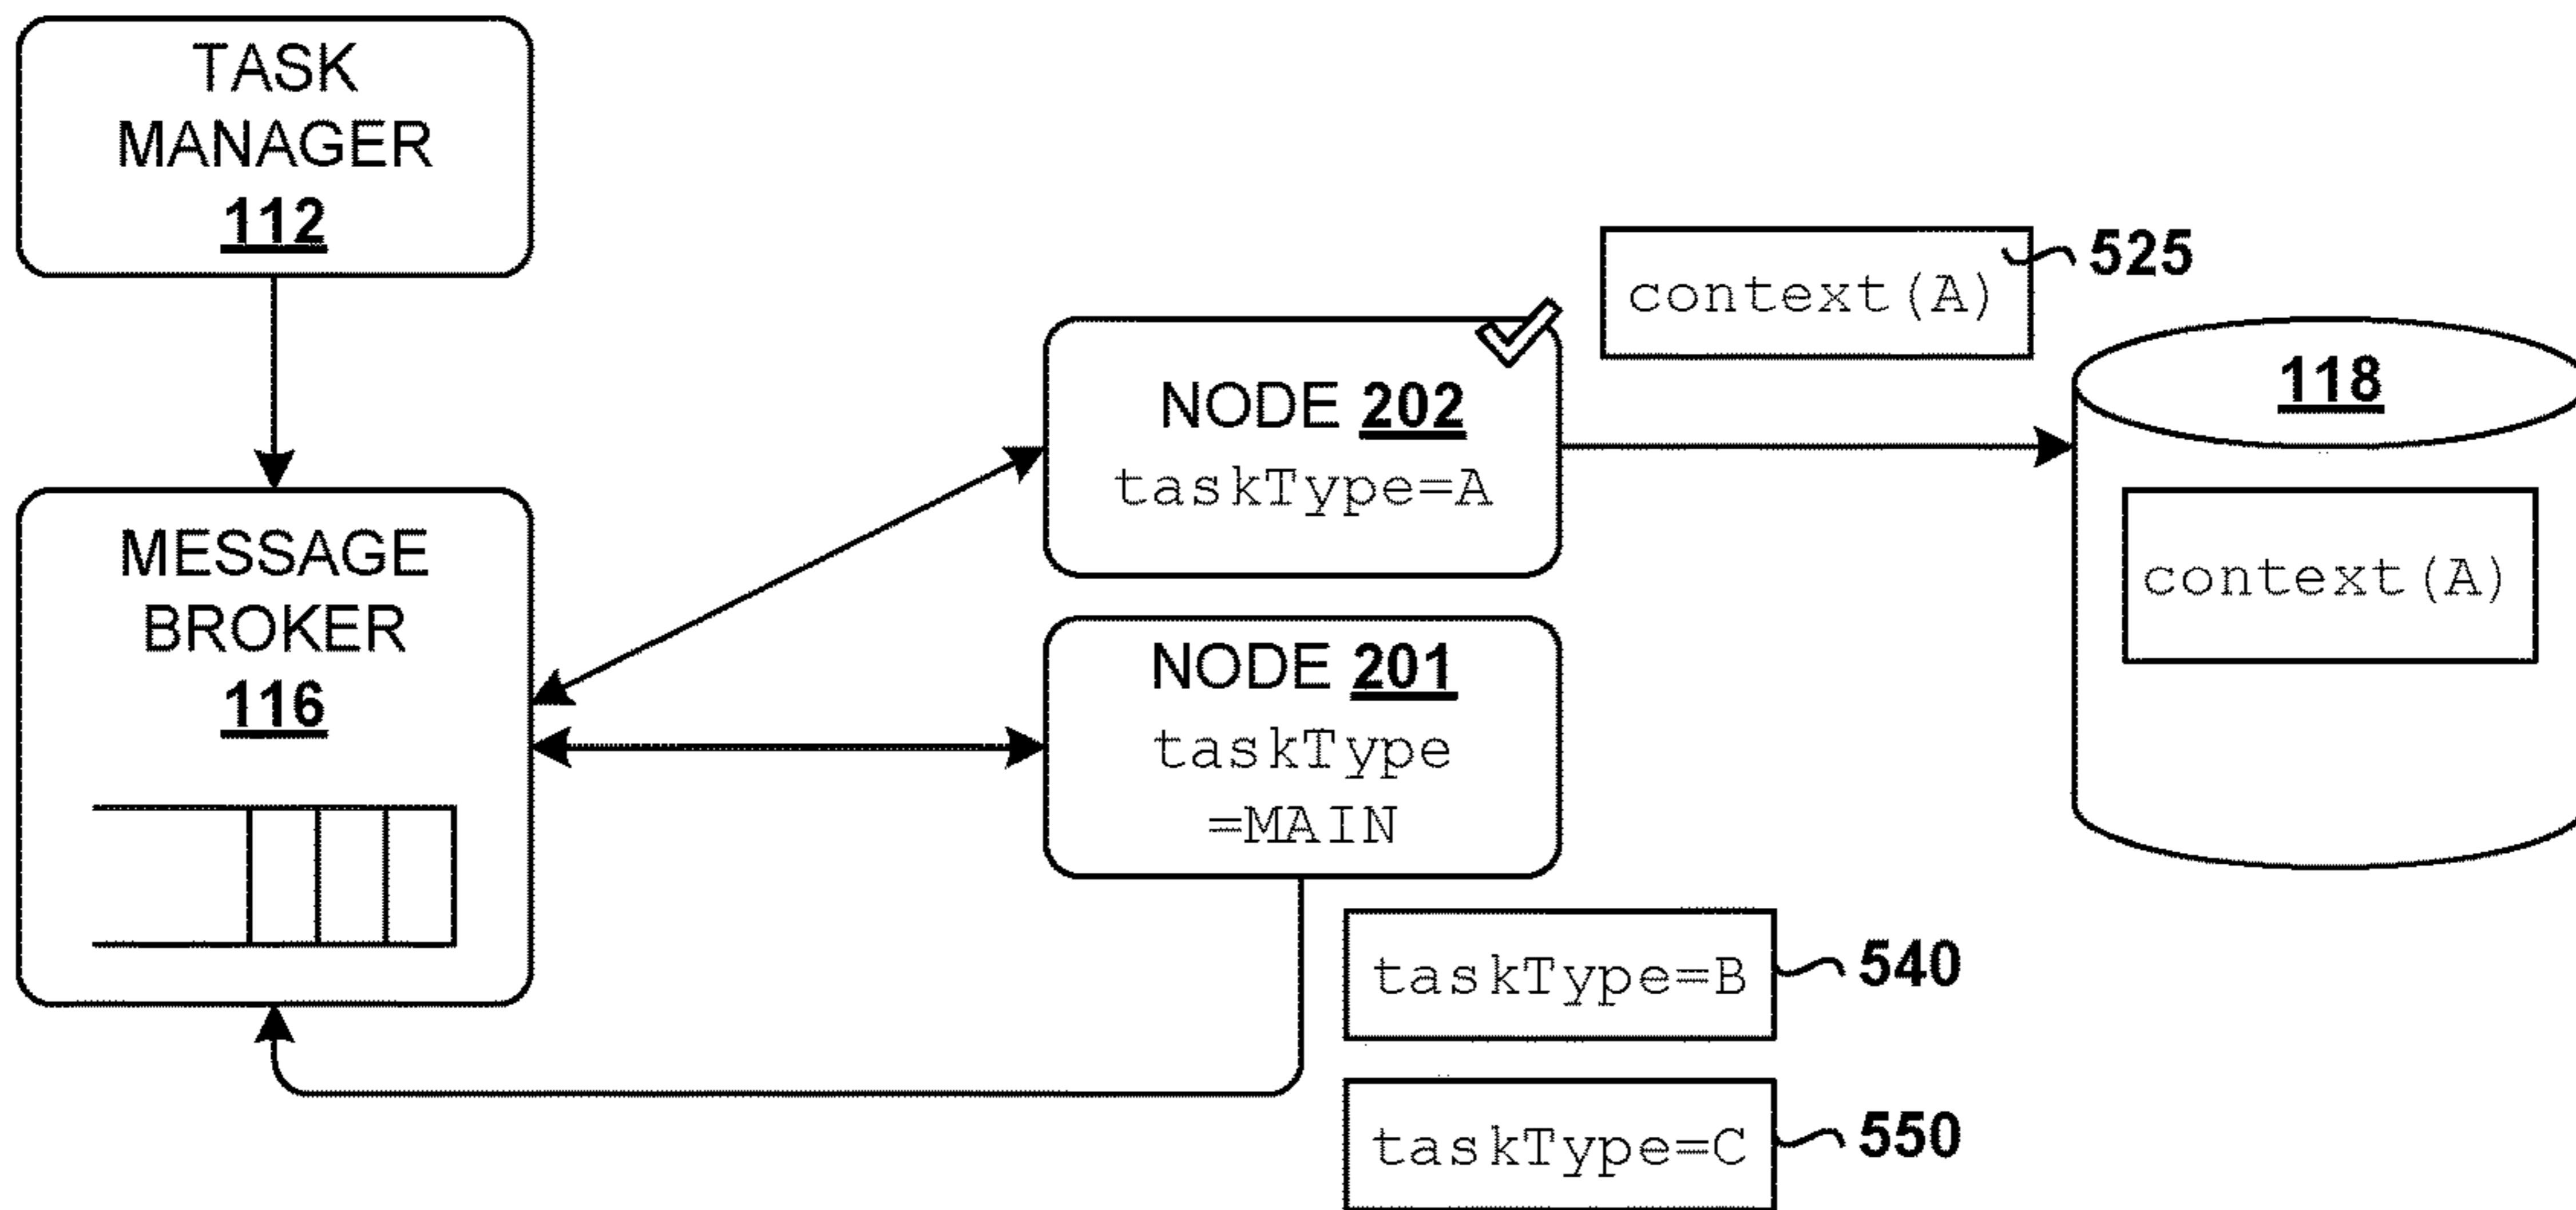 TASK
MANAGER
112
MESSAGE
BROKER
116
NODE 202
taskType=A
context(A)
525
118
context(A)
NODE 201
taskType
=MAIN
taskType=B
540
taskType=C
550